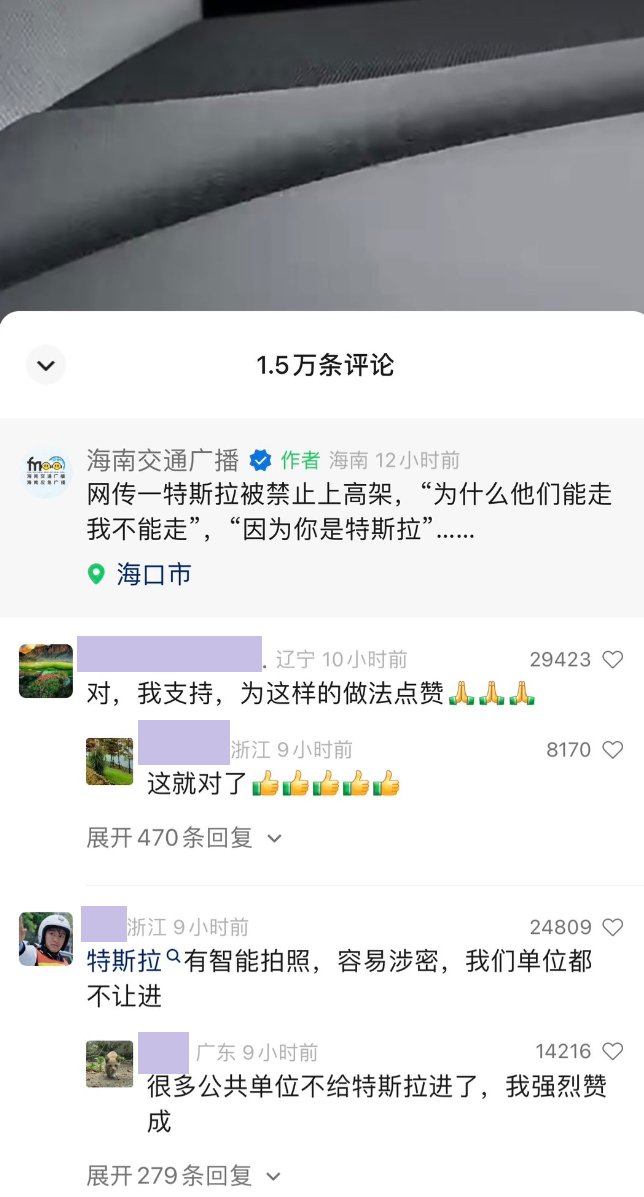 1.5万条评论
fm
海南交通广播
海南应急广播
海南交通广播 作者 海南 12小时前
网传一特斯拉被禁止上高架，“为什么他们能走
我不能走”，“因为你是特斯拉”……
海口市
. 辽宁 10小时前 29423
对，我支持，为这样的做法点赞🙏🙏🙏
浙江 9小时前 8170
这就对了👍👍👍👍👍
展开470条回复
浙江 9小时前 24809
特斯拉有智能拍照，容易涉密，我们单位都
不让进
广东 9小时前 14216
很多公共单位不给特斯拉进了，我强烈赞
成
展开279条回复